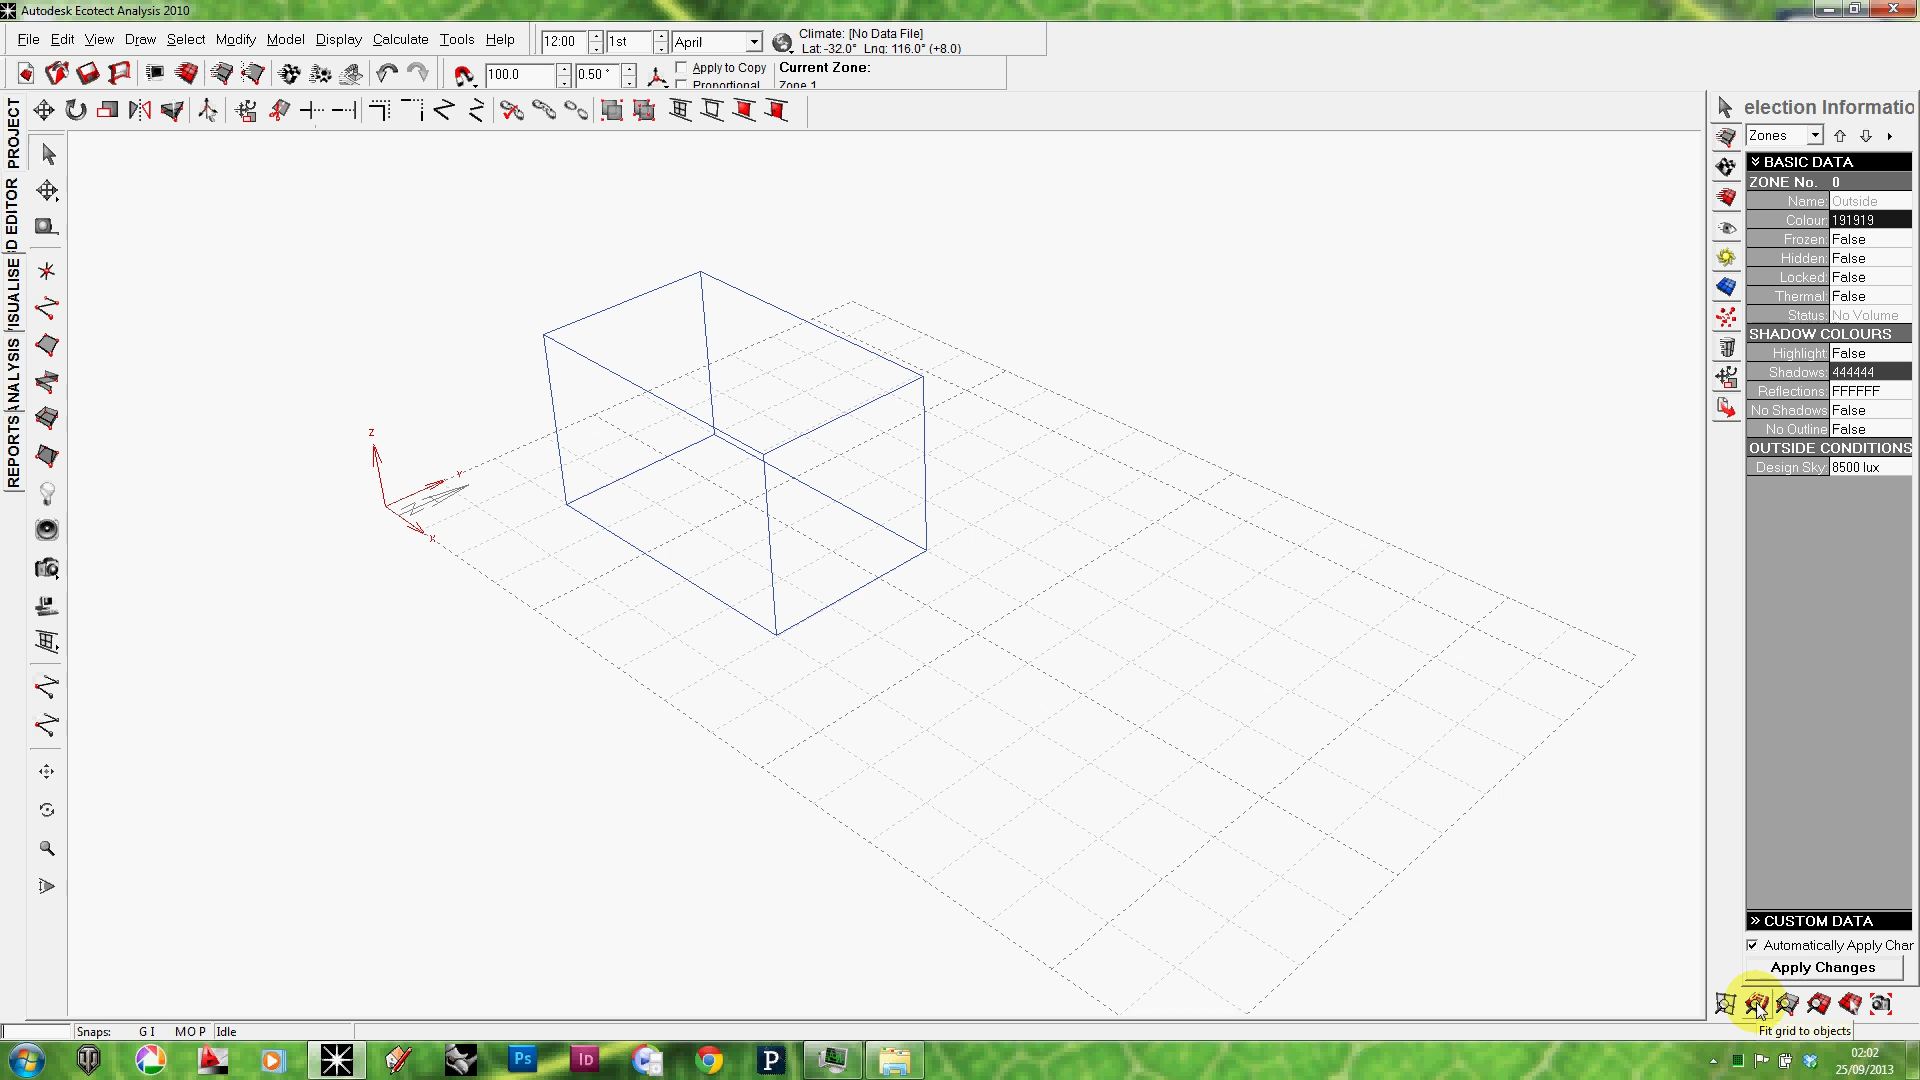 Autodesk Ecotect Analysis 2010
File Edit View Draw Select Modify Model Display Calculate Tools Help
12:00 1st April
Climate: [No Data File]
Lat:-32.0° Lng: 116.0° (+8.0)
100.0 0.50 °
Apply to Copy
Proportional
Current Zone:
Zone 1
PROJECT
D EDITOR
ISUALISE
ANALYSIS
REPORTS
Z
Y
X
N
election Informatio
Zones
BASIC DATA
ZONE No. 0
Name: Outside
Colour: 191919
Frozen: False
Hidden: False
Locked: False
Thermal: False
Status: No Volume
SHADOW COLOURS
Highlight: False
Shadows: 444444
Reflections: FFFFFF
No Shadows False
No Outline False
OUTSIDE CONDITIONS
Design Sky: 8500 lux
CUSTOM DATA
Automatically Apply Char
Apply Changes
Fit grid to objects
Snaps: G I M O P Idle
Ps
Id
P
02:02
25/09/2013